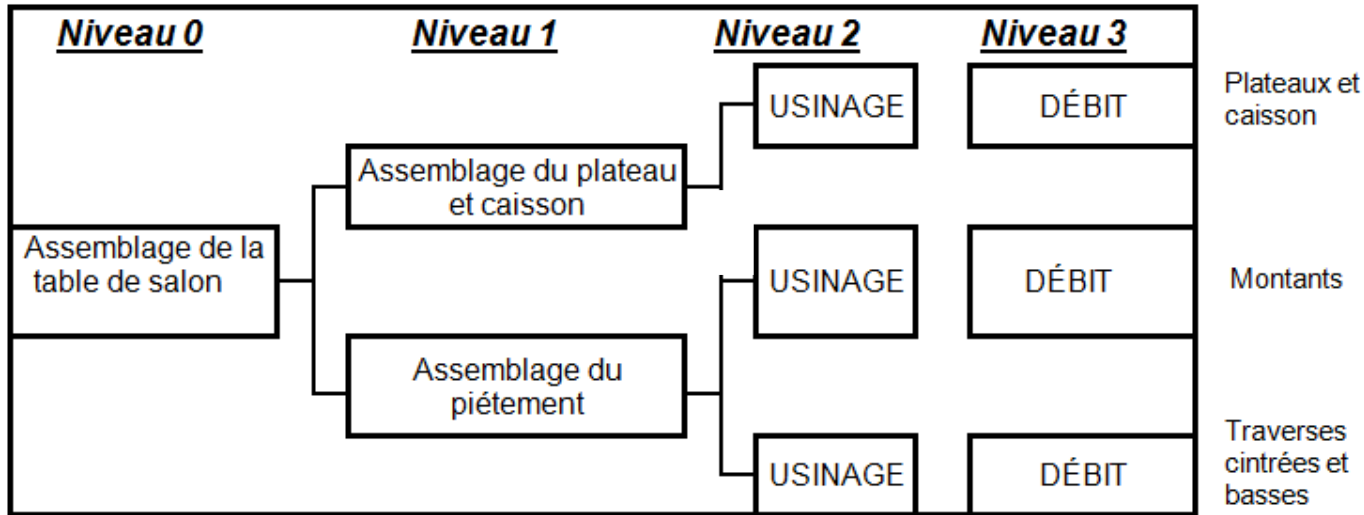 Niveau 0
Niveau 1
Niveau 2
Niveau 3
USINAGE
DÉBIT
Plateaux et
caisson
Assemblage du plateau
et caisson
Assemblage de la
table de salon
USINAGE
DÉBIT
Montants
Assemblage du
piétement
USINAGE
DÉBIT
Traverses
cintrées et
basses